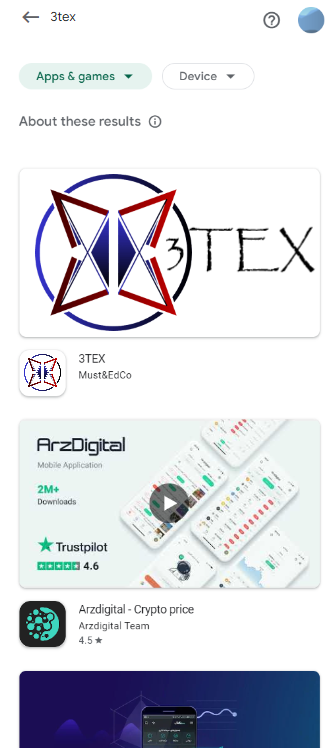 3tex
Apps & games
Device
About these results
3TEX
3TEX
Must&EdCo
ArzDigital
Mobile Application
2M+
Downloads
Trustpilot
4.6
Arzdigital - Crypto price
Arzdigital Team
4.5 ★